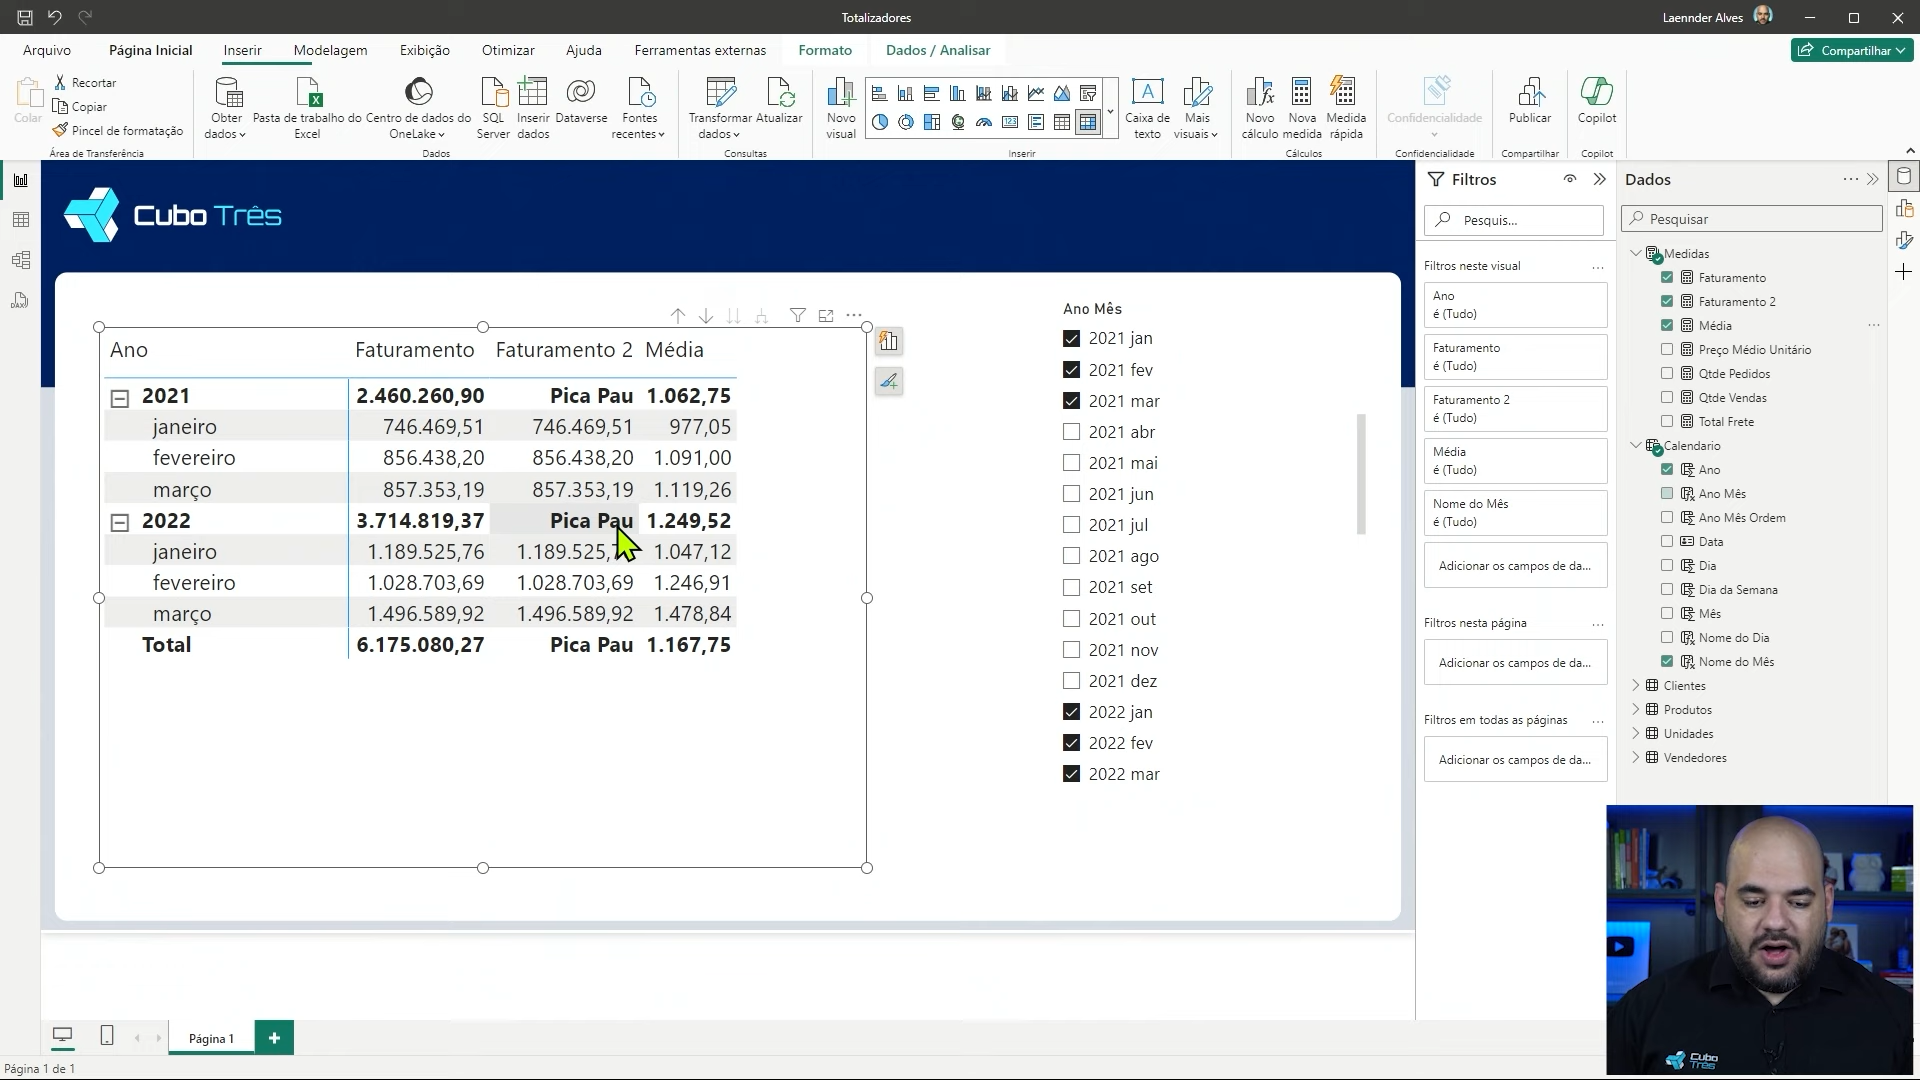 Totalizadores
Laennder Alves
Arquivo
Página Inicial
Inserir
Modelagem
Exibição
Otimizar
Ajuda
Ferramentas externas
Formato
Dados / Analisar
Compartilhar
Colar
Recortar
Copiar
Pincel de formatação
Área de Transferência
Obter dados
Pasta de trabalho do Excel
Centro de dados do OneLake
SQL Server
Inserir dados
Dataverse
Fontes recentes
Dados
Transformar dados
Atualizar
Consultas
Novo visual
Caixa de texto
Mais visuais
Inserir
Novo cálculo
Nova medida
Medida rápida
Cálculos
Confidencialidade
Confidencialidade
Publicar
Compartilhar
Copilot
Copilot
Cubo Três
Ano Faturamento Faturamento 2 Média
2021 2.460.260,90 Pica Pau 1.062,75
janeiro 746.469,51 746.469,51 977,05
fevereiro 856.438,20 856.438,20 1.091,00
março 857.353,19 857.353,19 1.119,26
2022 3.714.819,37 Pica Pau 1.249,52
janeiro 1.189.525,76 1.189.525, 1.047,12
fevereiro 1.028.703,69 1.028.703,69 1.246,91
março 1.496.589,92 1.496.589,92 1.478,84
Total 6.175.080,27 Pica Pau 1.167,75
Ano Mês
2021 jan
2021 fev
2021 mar
2021 abr
2021 mai
2021 jun
2021 jul
2021 ago
2021 set
2021 out
2021 nov
2021 dez
2022 jan
2022 fev
2022 mar
Filtros
Pesquis...
Filtros neste visual
Ano
é (Tudo)
Faturamento
é (Tudo)
Faturamento 2
é (Tudo)
Média
é (Tudo)
Nome do Mês
é (Tudo)
Adicionar os campos de da...
Filtros nesta página
Adicionar os campos de da...
Filtros em todas as páginas
Adicionar os campos de da...
Dados
Pesquisar
Medidas
Faturamento
Faturamento 2
Média
Preço Médio Unitário
Qtde Pedidos
Qtde Vendas
Total Frete
Calendario
Ano
Ano Mês
Ano Mês Ordem
Data
Dia
Dia da Semana
Mês
Nome do Dia
Nome do Mês
Clientes
Produtos
Unidades
Vendedores
Cubo
Três
Página 1
Página 1 de 1